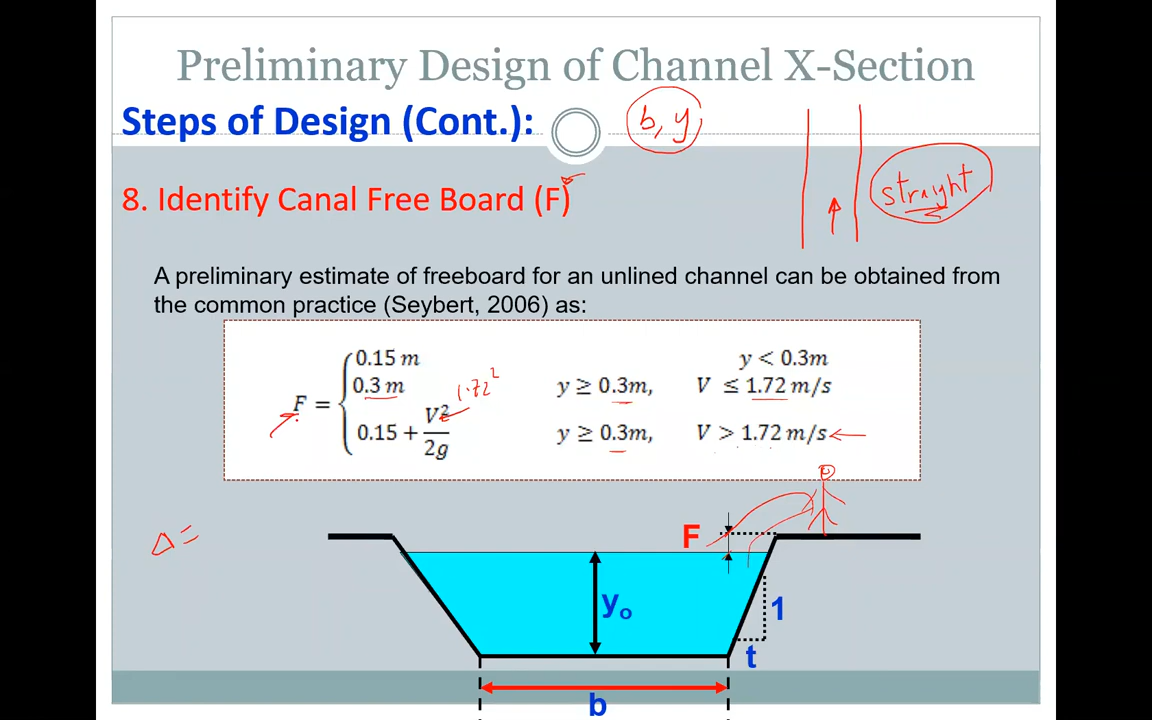 Preliminary Design of Channel X-Section
Steps of Design (Cont.):
b, y
8. Identify Canal Free Board (F)
straight
A preliminary estimate of freeboard for an unlined channel can be obtained from
the common practice (Seybert, 2006) as:
0.15 m y < 0.3m
0.3 m y ≥ 0.3m, V ≤ 1.72 m/s
1.72²
F =
0.15 + V²/2g y ≥ 0.3m, V > 1.72 m/s
F
Δ=
yo
1
t
b